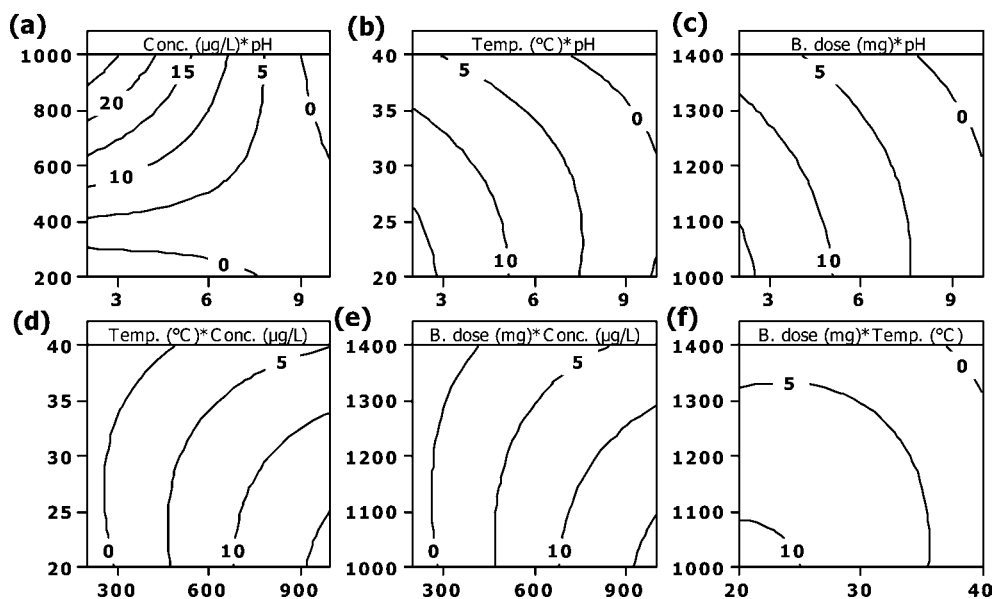 (a)
Conc. (µg/L)*pH
1000
800
600
400
200
3 6 9
20
15
5
10
0
0
(b)
Temp. (°C)*pH
40
35
30
25
20
3 6 9
5
0
10
(c)
B. dose (mg)*pH
1400
1300
1200
1100
1000
3 6 9
5
0
10
(d)
Temp. (°C)*Conc. (µg/L)
40
35
30
25
20
300 600 900
5
0
10
(e)
B. dose (mg)*Conc. (µg/L)
1400
1300
1200
1100
1000
300 600 900
5
0
10
(f)
B. dose (mg)*Temp. (°C)
1400
1300
1200
1100
1000
20 30 40
0
5
10